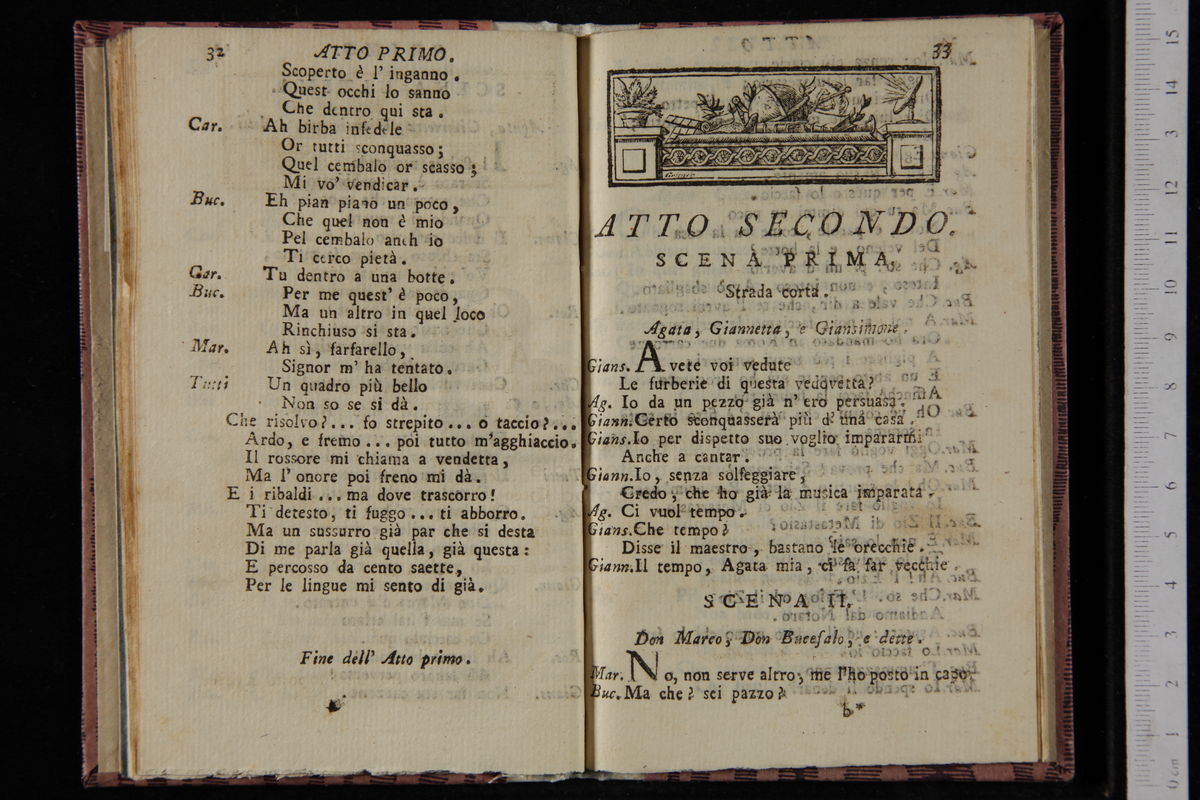 32 ATTO PRIMO.
Scoperto è l' inganno.
Quest occhi lo sanno
Che dentro qui sta.
Car. Ah birba infedele
Or tutti sconquasso;
Quel cembalo or scasso;
Mi vo' vendicar.
Buc. Eh pian piano un poco,
Che quel non è mio
Pel cembalo anch io
Ti cerco pietà.
Car. Tu dentro a una botte.
Buc. Per me quest' è poco,
Ma un altro in quel loco
Rinchiuso si sta.
Mar. Ah sì, farfarello,
Signor m' ha tentato.
Tutti Un quadro più bello
Non so se si dà.
Che risolvo?... fo strepito... o taccio?...
Ardo, e fremo... poi tutto m'agghiaccio.
Il rossore mi chiama a vendetta,
Ma l' onore poi freno mi dà.
E i ribaldi... ma dove trascorro!
Ti detesto, ti fuggo... ti abborro.
Ma un sussurro già par che si desta
Di me parla già quella, già questa:
E percosso da cento saette,
Per le lingue mi sento di già.
Fine dell' Atto primo.
33
ATTO SECONDO.
SCENA PRIMA.
Strada corta.
Agata, Giannetta, e Giansimone.
Gians. Avete voi vedute
Le furberie di questa vedovetta?
Ag. Io da un pezzo già n' ero persuasa.
Giann. Certo sconquasserà più d' una casa.
Gians. Io per dispetto suo voglio impararmi
Anche a cantar.
Giann. Io, senza solfeggiare,
Credo, che ho già la musica imparata.
Ag. Ci vuol tempo.
Gians. Che tempo?
Disse il maestro, bastano le orecchie.
Giann. Il tempo, Agata mia, ci fa far vecchie.
SCENA II.
Don Marco, Don Bucefalo, e dette.
Mar. No, non serve altro, me l'ho posto in capo.
Buc. Ma che? sei pazzo?
b*